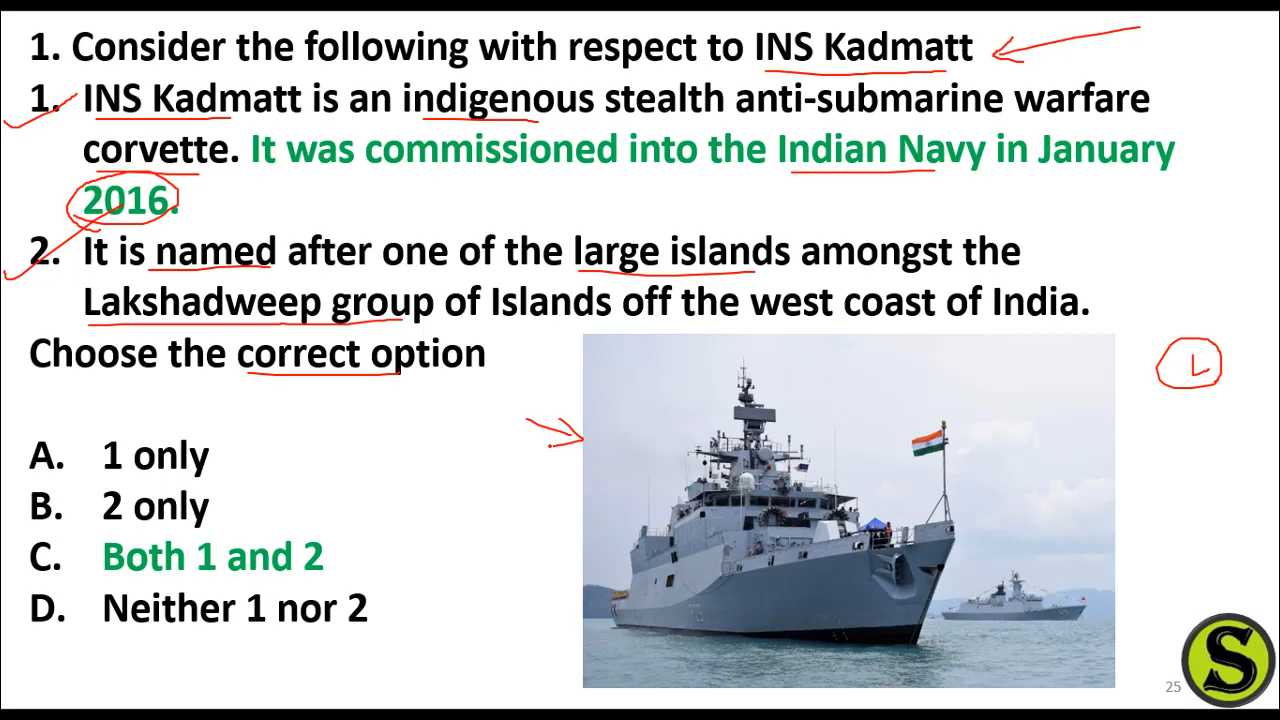 1. Consider the following with respect to INS Kadmatt
1. INS Kadmatt is an indigenous stealth anti-submarine warfare
corvette. It was commissioned into the Indian Navy in January
2016.
2. It is named after one of the large islands amongst the
Lakshadweep group of Islands off the west coast of India.
Choose the correct option
L
A. 1 only
B. 2 only
C. Both 1 and 2
D. Neither 1 nor 2
25
S